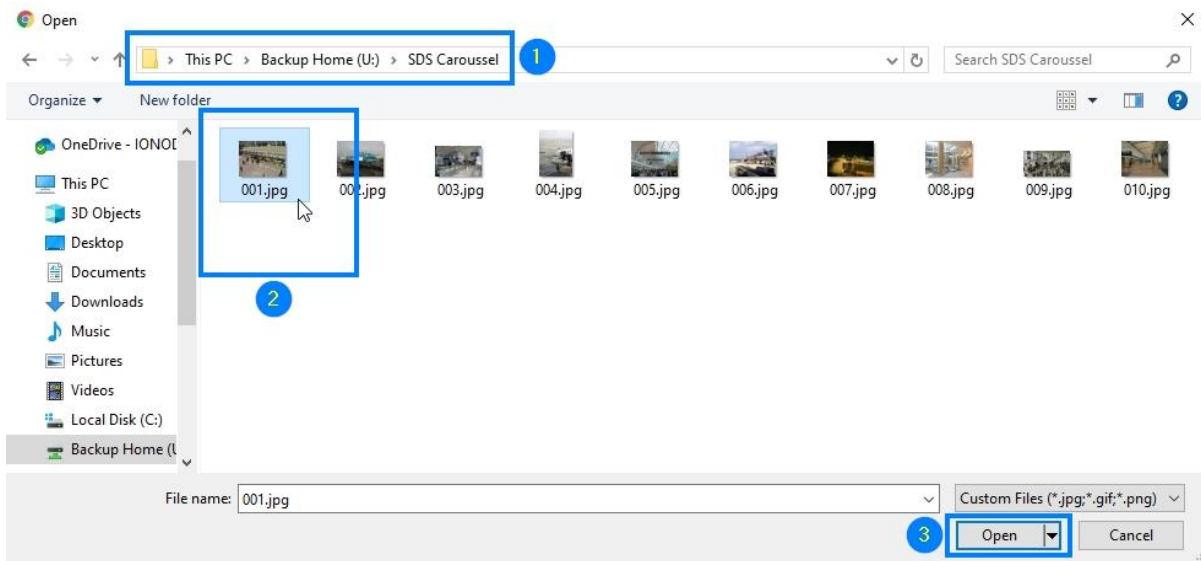 Open
This PC > Backup Home (U:) > SDS Caroussel
1
Search SDS Caroussel
Organize
New folder
OneDrive - IONOD
This PC
3D Objects
Desktop
Documents
Downloads
Music
Pictures
Videos
Local Disk (C:)
Backup Home (U
001.jpg
002.jpg
003.jpg
004.jpg
005.jpg
006.jpg
007.jpg
008.jpg
009.jpg
010.jpg
2
File name: 001.jpg
Custom Files (*.jpg;*.gif;*.png)
3
Open
Cancel